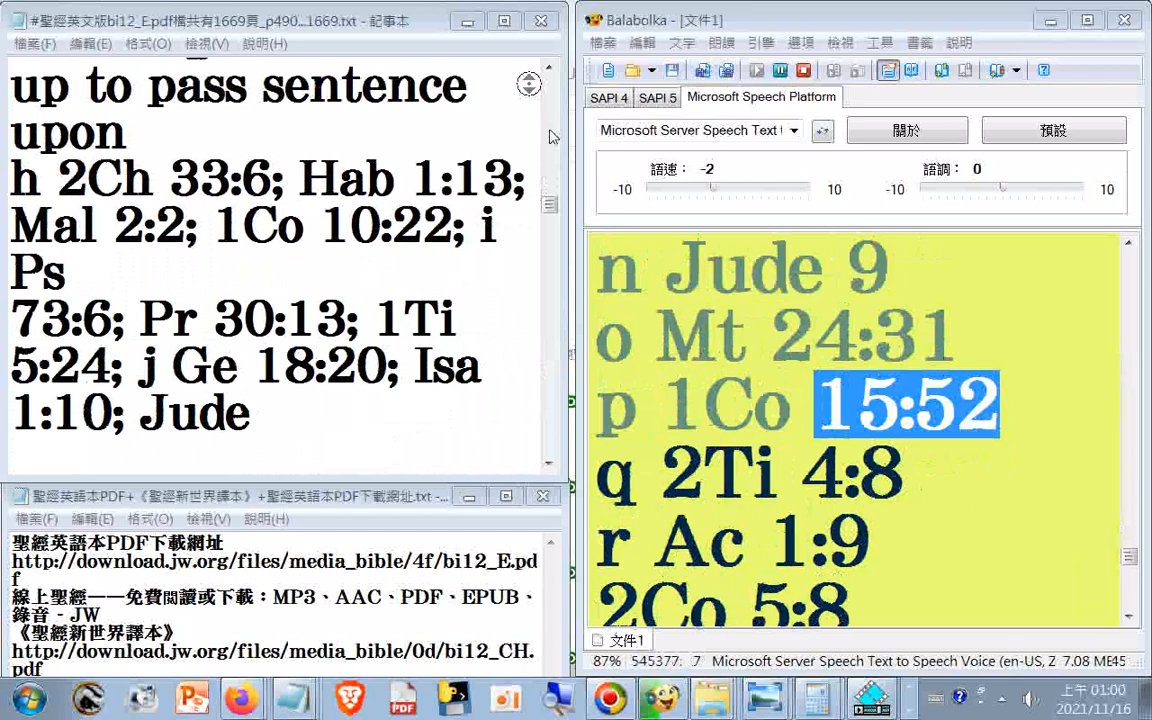 #聖經英文版bi12_E.pdf檔共有1669頁_p490...1669.txt - 記事本
檔案(F) 編輯(E) 格式(O) 檢視(V) 說明(H)
up to pass sentence
upon
h 2Ch 33:6; Hab 1:13;
Mal 2:2; 1Co 10:22; i
Ps
73:6; Pr 30:13; 1Ti
5:24; j Ge 18:20; Isa
1:10; Jude
聖經英語本PDF+《聖經新世界譯本》+聖經英語本PDF下載網址.txt - ...
檔案(F) 編輯(E) 格式(O) 檢視(V) 說明(H)
聖經英語本PDF下載網址
http://download.jw.org/files/media_bible/4f/bi12_E.pd
f
線上聖經──免費閱讀或下載：MP3、AAC、PDF、EPUB、
錄音 - JW
《聖經新世界譯本》
http://download.jw.org/files/media_bible/0d/bi12_CH.
pdf
Balabolka - [文件1]
檔案 編輯 文字 朗讀 引擎 選項 檢視 工具 書籤 說明
SAPI 4 SAPI 5 Microsoft Speech Platform
Microsoft Server Speech Text 關於 預設
語速： -2 語調： 0
-10 10 -10 10
n Jude 9
o Mt 24:31
p 1Co 15:52
q 2Ti 4:8
r Ac 1:9
2Co 5:8
文件1
87% 545377: 7 Microsoft Server Speech Text to Speech Voice (en-US, Z 7.08 ME45
PDF
上午 01:00
2021/11/16